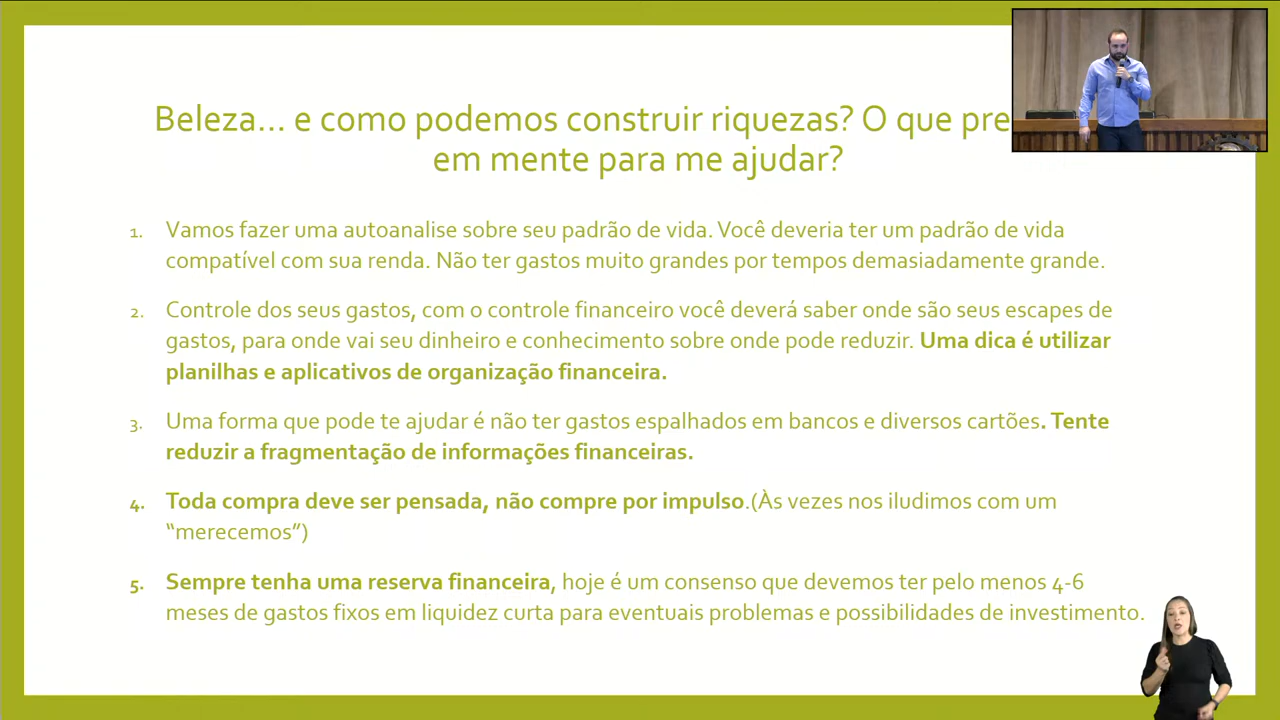 Beleza... e como podemos construir riquezas? O que
em mente para me ajudar?
1. Vamos fazer uma autoanalise sobre seu padrão de vida. Você deveria ter um padrão de vida
compatível com sua renda. Não ter gastos muito grandes por tempos demasiadamente grande.
2. Controle dos seus gastos, com o controle financeiro você deverá saber onde são seus escapes de
gastos, para onde vai seu dinheiro e conhecimento sobre onde pode reduzir. Uma dica é utilizar
planilhas e aplicativos de organização financeira.
3. Uma forma que pode te ajudar é não ter gastos espalhados em bancos e diversos cartões. Tente
reduzir a fragmentação de informações financeiras.
4. Toda compra deve ser pensada, não compre por impulso.(Às vezes nos iludimos com um
“merecemos”)
5. Sempre tenha uma reserva financeira, hoje é um consenso que devemos ter pelo menos 4-6
meses de gastos fixos em liquidez curta para eventuais problemas e possibilidades de investimento.